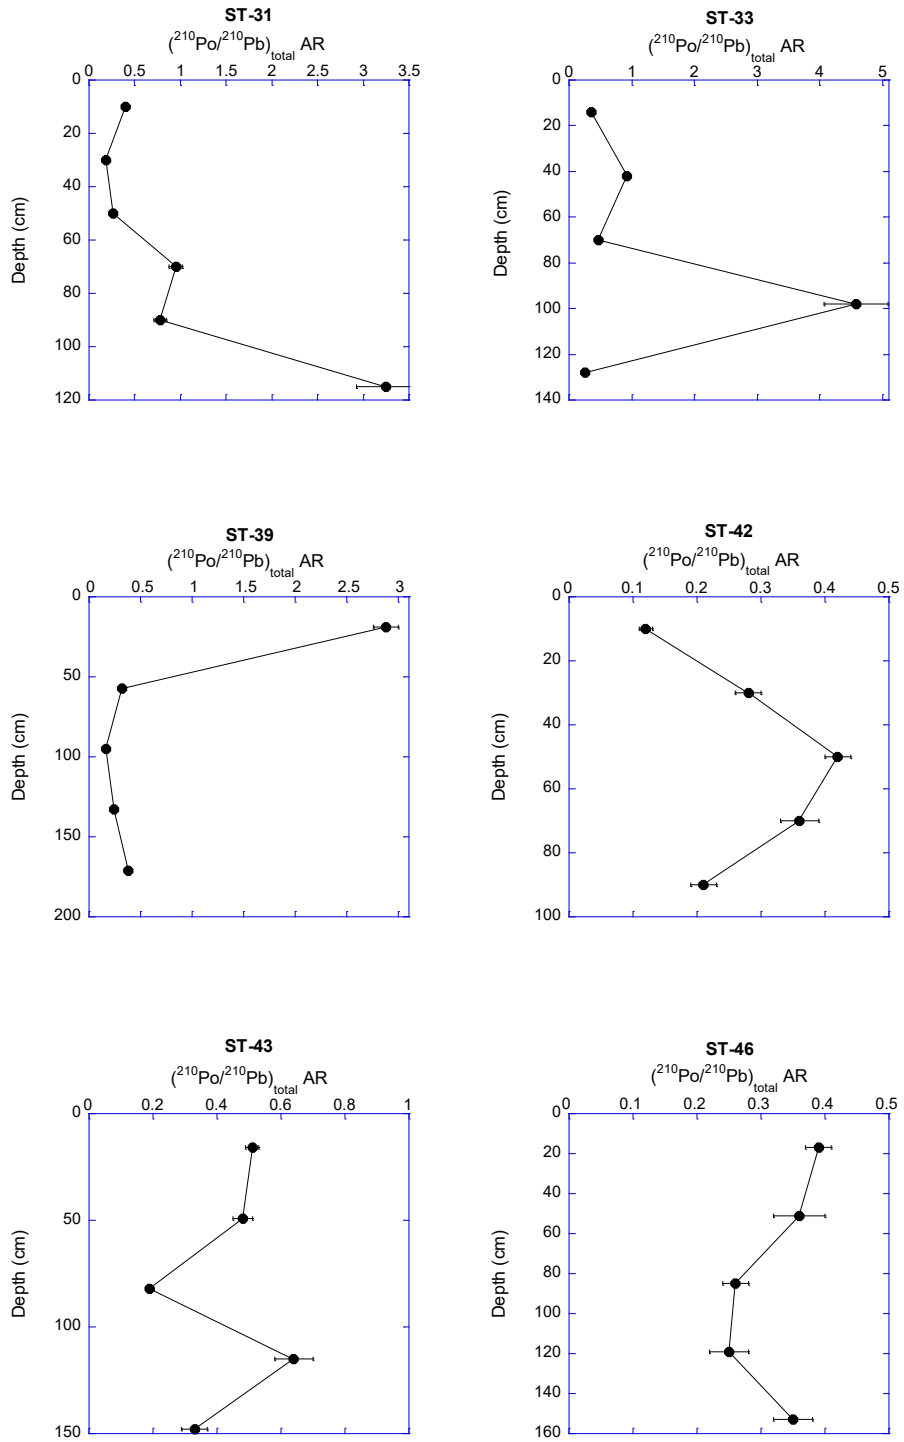 ST-31
(²¹⁰Po/²¹⁰Pb)total AR
0 0.5 1 1.5 2 2.5 3 3.5
0
20
40
60
80
100
120
Depth (cm)
ST-33
(²¹⁰Po/²¹⁰Pb)total AR
0 1 2 3 4 5
0
20
40
60
80
100
120
140
Depth (cm)
ST-39
(²¹⁰Po/²¹⁰Pb)total AR
0 0.5 1 1.5 2 2.5 3
0
50
100
150
200
Depth (cm)
ST-42
(²¹⁰Po/²¹⁰Pb)total AR
0 0.1 0.2 0.3 0.4 0.5
0
20
40
60
80
100
Depth (cm)
ST-43
(²¹⁰Po/²¹⁰Pb)total AR
0 0.2 0.4 0.6 0.8 1
0
50
100
150
Depth (cm)
ST-46
(²¹⁰Po/²¹⁰Pb)total AR
0 0.1 0.2 0.3 0.4 0.5
0
20
40
60
80
100
120
140
160
Depth (cm)